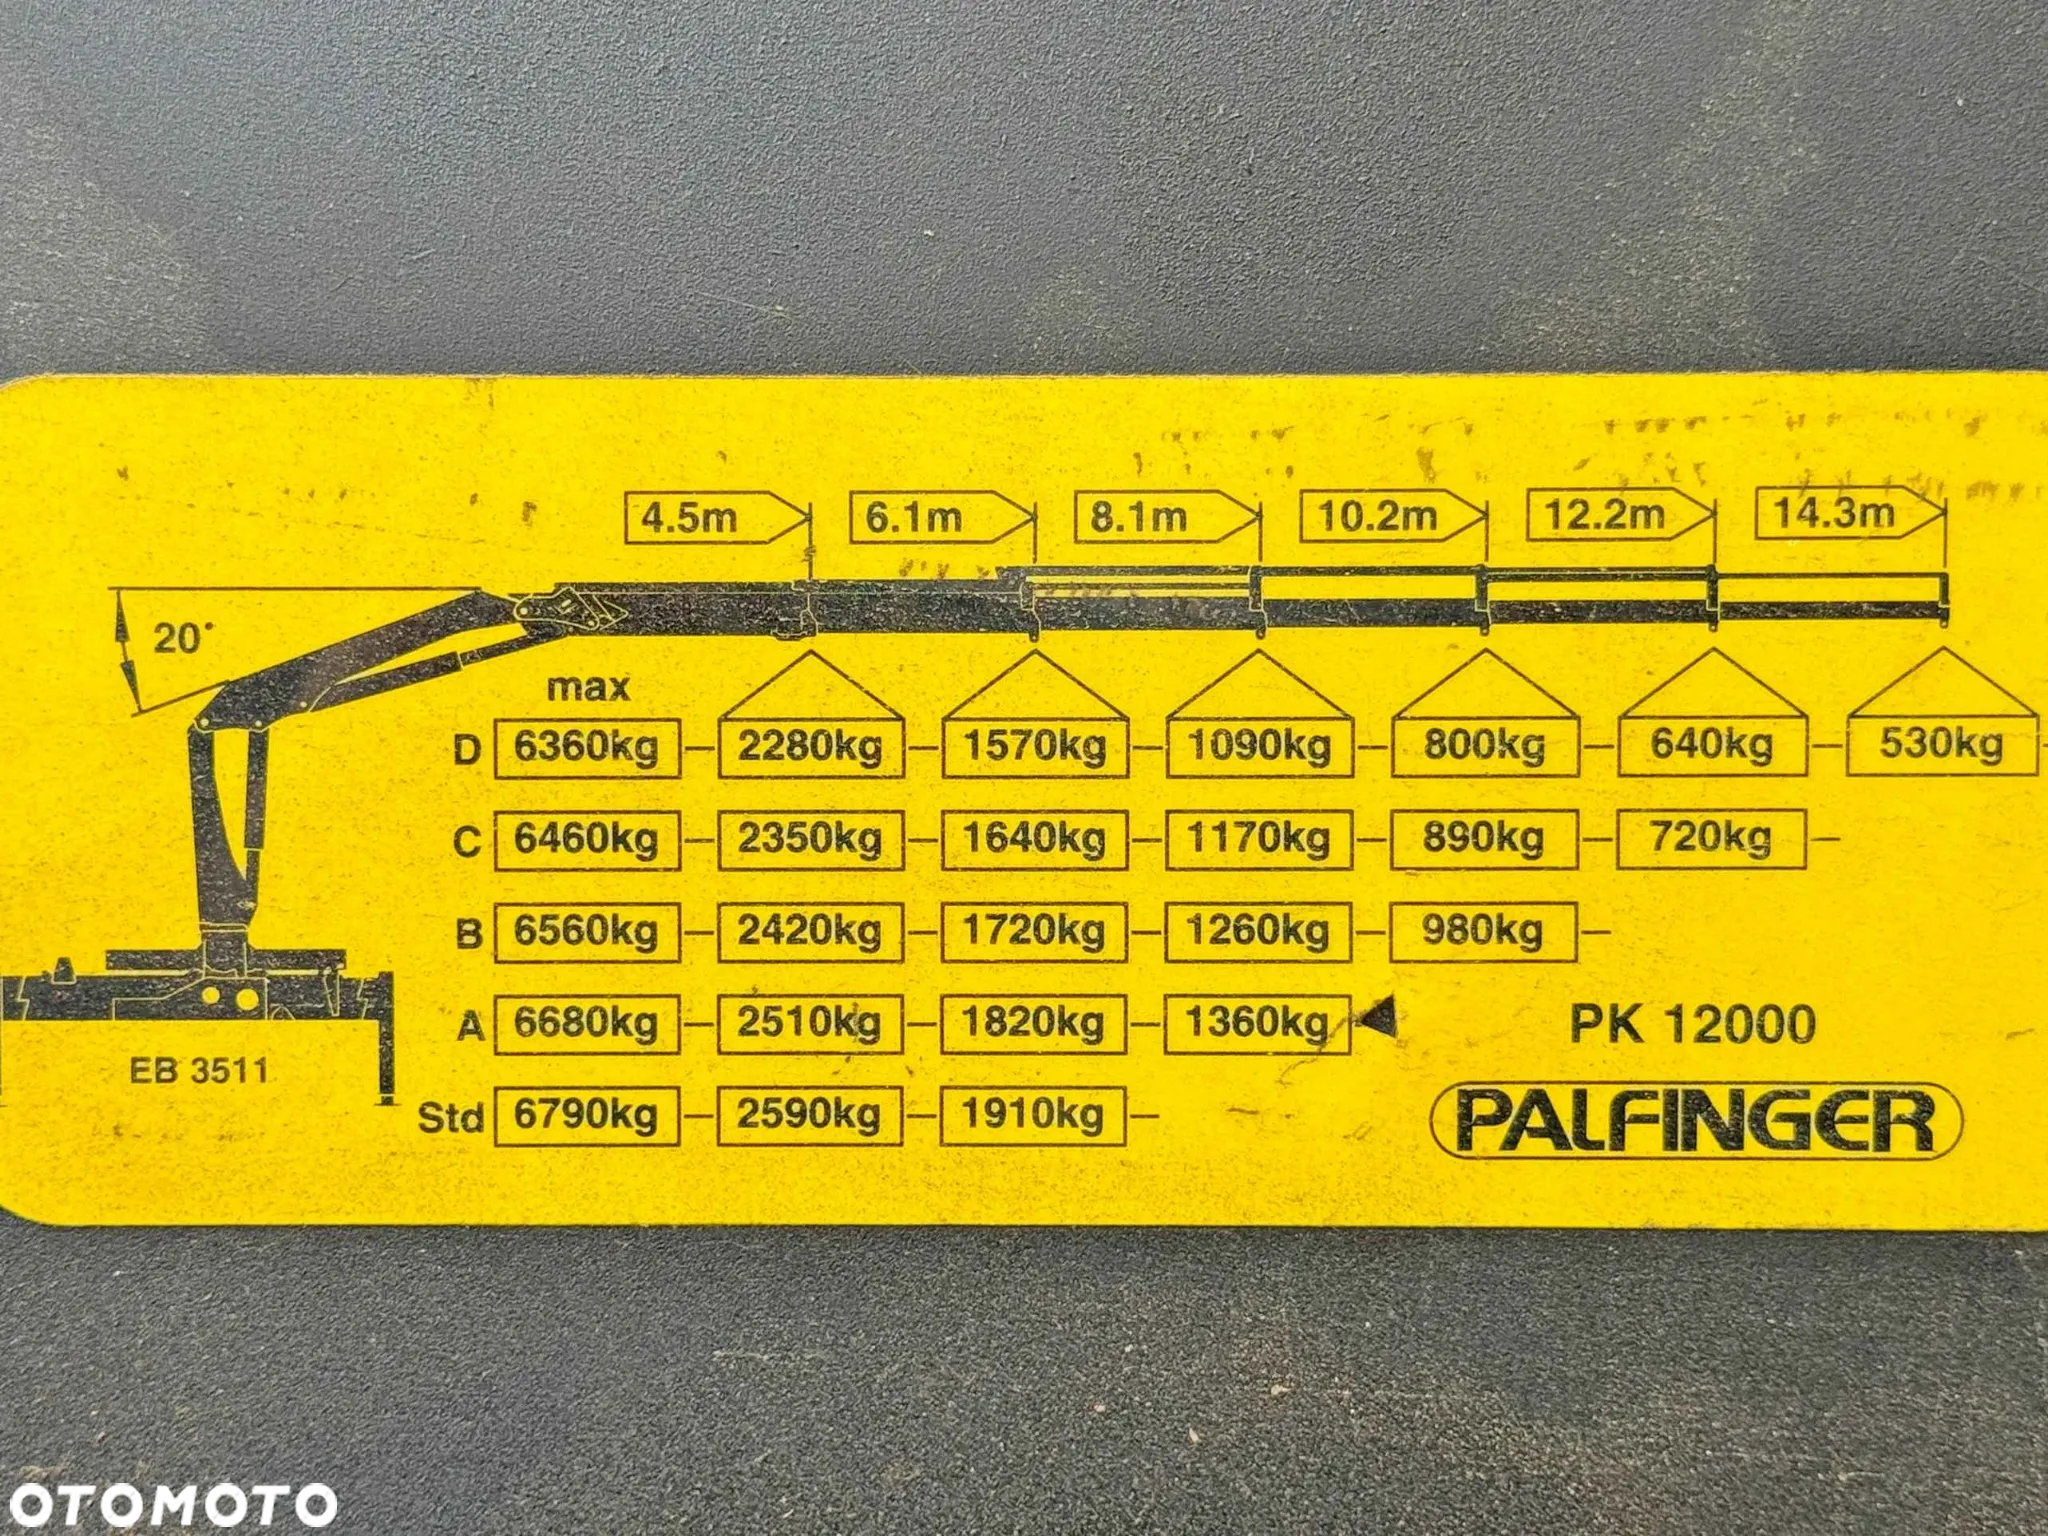 4.5m 6.1m 8.1m 10.2m 12.2m 14.3m
20°
max
D 6360kg 2280kg 1570kg 1090kg 800kg 640kg 530kg
C 6460kg 2350kg 1640kg 1170kg 890kg 720kg
B 6560kg 2420kg 1720kg 1260kg 980kg
A 6680kg 2510kg 1820kg 1360kg PK 12000
EB 3511
Std 6790kg 2590kg 1910kg PALFINGER
OTOMOTO